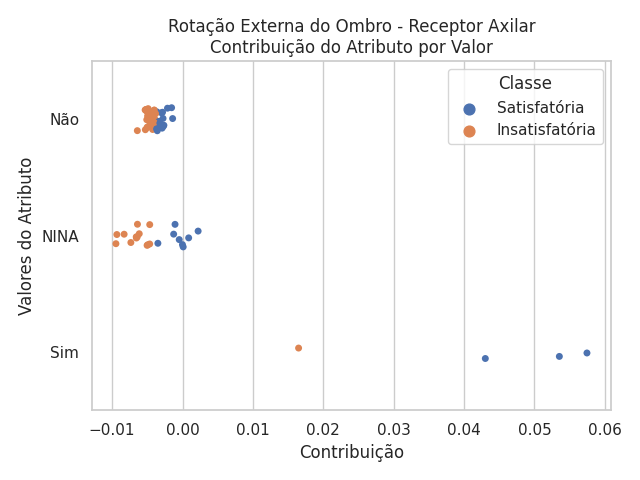 Rotação Externa do Ombro - Receptor Axilar
Contribuição do Atributo por Valor
Classe
Satisfatória
Insatisfatória
Valores do Atributo
Não
NINA
Sim
−0.01 0.00 0.01 0.02 0.03 0.04 0.05 0.06
Contribuição